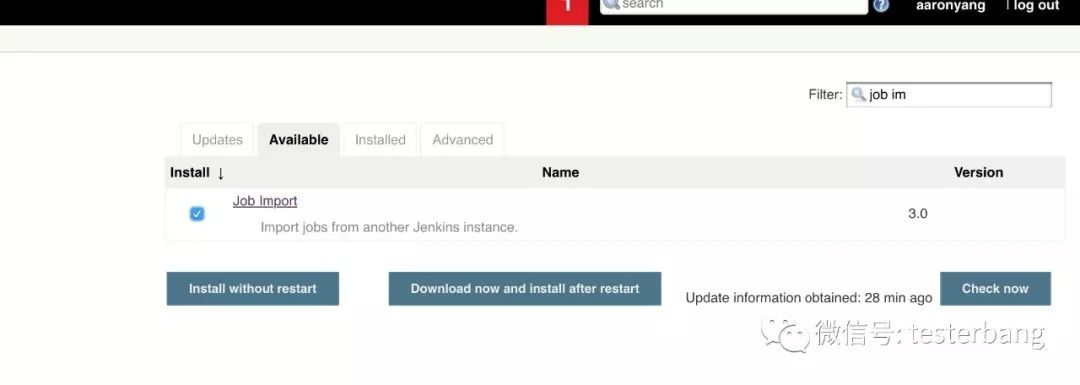 1 search aaronyang | log out
Filter: job im
Updates Available Installed Advanced
Install ↓ Name Version
Job Import 3.0
Import jobs from another Jenkins instance.
Install without restart Download now and install after restart Update information obtained: 28 min ago Check now
微信号: testerbang